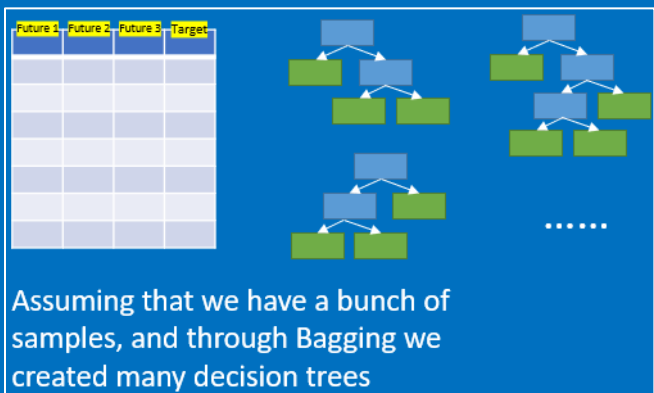 Future 1 Future 2 Future 3 Target
......
Assuming that we have a bunch of
samples, and through Bagging we
created many decision trees